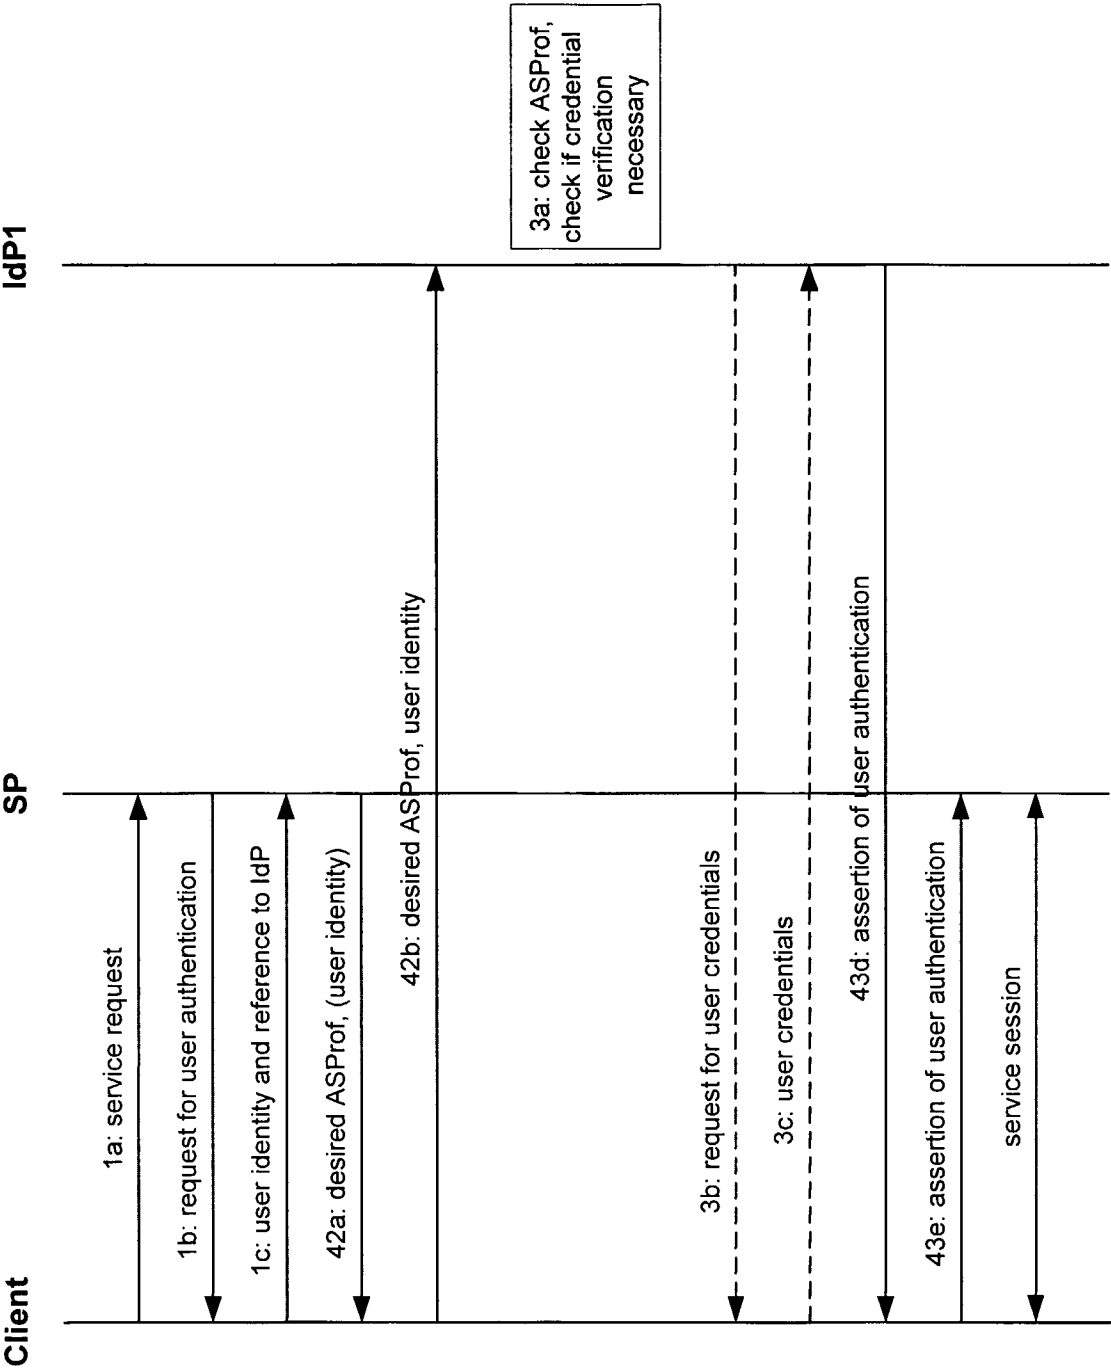 Client
SP
IdP1
1a: service request
1b: request for user authentication
1c: user identity and reference to IdP
42a: desired ASProf, (user identity)
42b: desired ASProf, user identity
3a: check ASProf,
check if credential
verification
necessary
3b: request for user credentials
3c: user credentials
43d: assertion of user authentication
43e: assertion of user authentication
service session